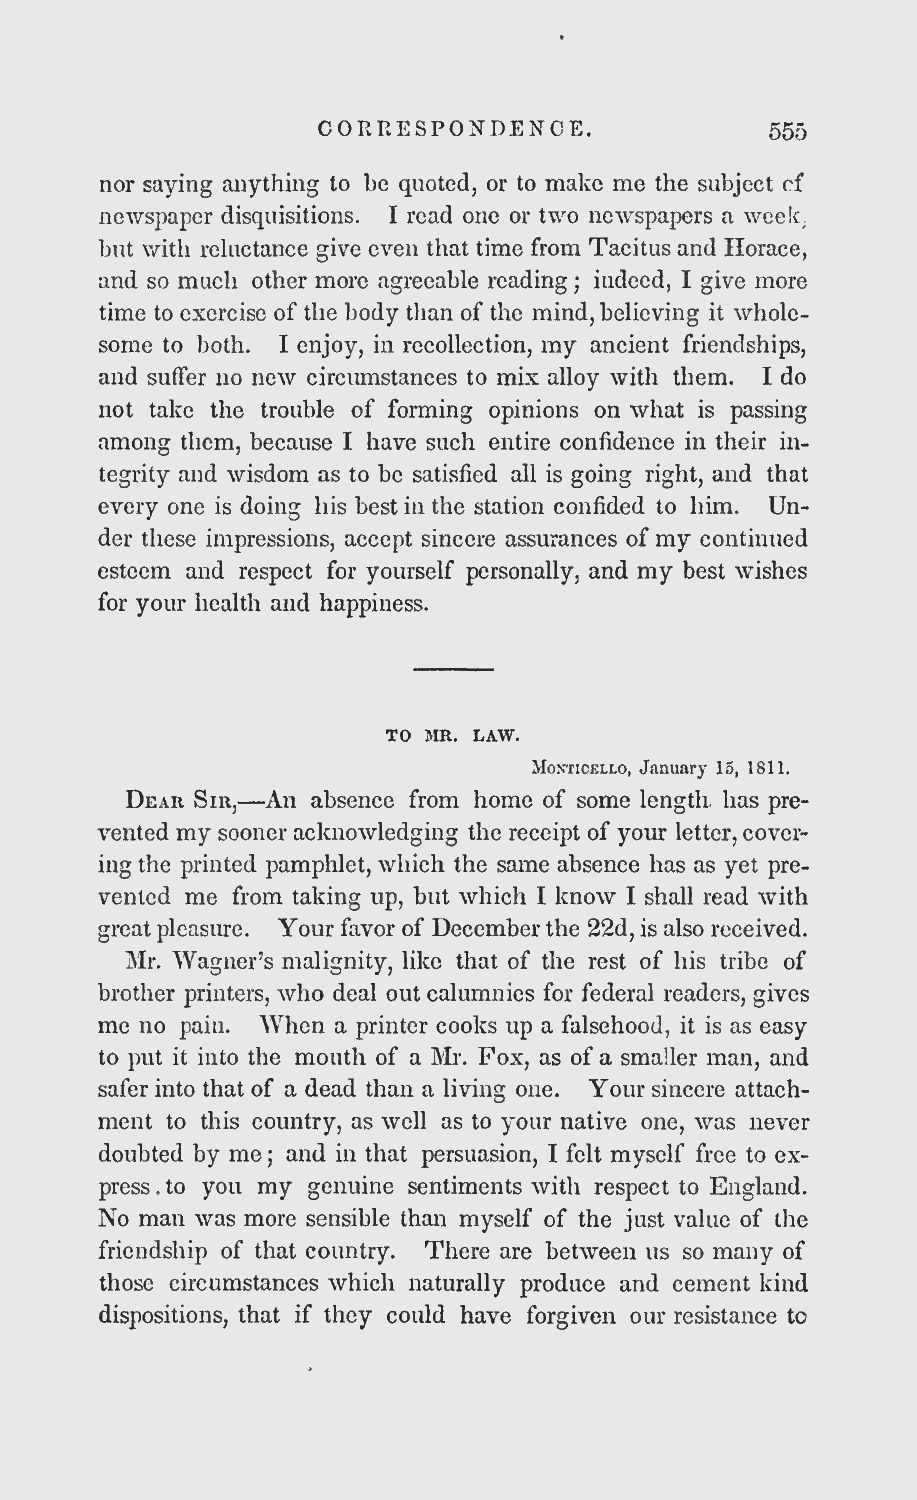 CORRESPONDENCE. 555
nor saying anything to be quoted, or to make me the subject of
newspaper disquisitions. I read one or two newspapers a week,
but with reluctance give even that time from Tacitus and Horace,
and so much other more agreeable reading; indeed, I give more
time to exercise of the body than of the mind, believing it whole-
some to both. I enjoy, in recollection, my ancient friendships,
and suffer no new circumstances to mix alloy with them. I do
not take the trouble of forming opinions on what is passing
among them, because I have such entire confidence in their in-
tegrity and wisdom as to be satisfied all is going right, and that
every one is doing his best in the station confided to him. Un-
der these impressions, accept sincere assurances of my continued
esteem and respect for yourself personally, and my best wishes
for your health and happiness.
TO MR. LAW.
Monticello, January 15, 1811.
Dear Sir,—An absence from home of some length has pre-
vented my sooner acknowledging the receipt of your letter, cover-
ing the printed pamphlet, which the same absence has as yet pre-
vented me from taking up, but which I know I shall read with
great pleasure. Your favor of December the 22d, is also received.
Mr. Wagner's malignity, like that of the rest of his tribe of
brother printers, who deal out calumnies for federal readers, gives
me no pain. When a printer cooks up a falsehood, it is as easy
to put it into the mouth of a Mr. Fox, as of a smaller man, and
safer into that of a dead than a living one. Your sincere attach-
ment to this country, as well as to your native one, was never
doubted by me; and in that persuasion, I felt myself free to ex-
press to you my genuine sentiments with respect to England.
No man was more sensible than myself of the just value of the
friendship of that country. There are between us so many of
those circumstances which naturally produce and cement kind
dispositions, that if they could have forgiven our resistance to